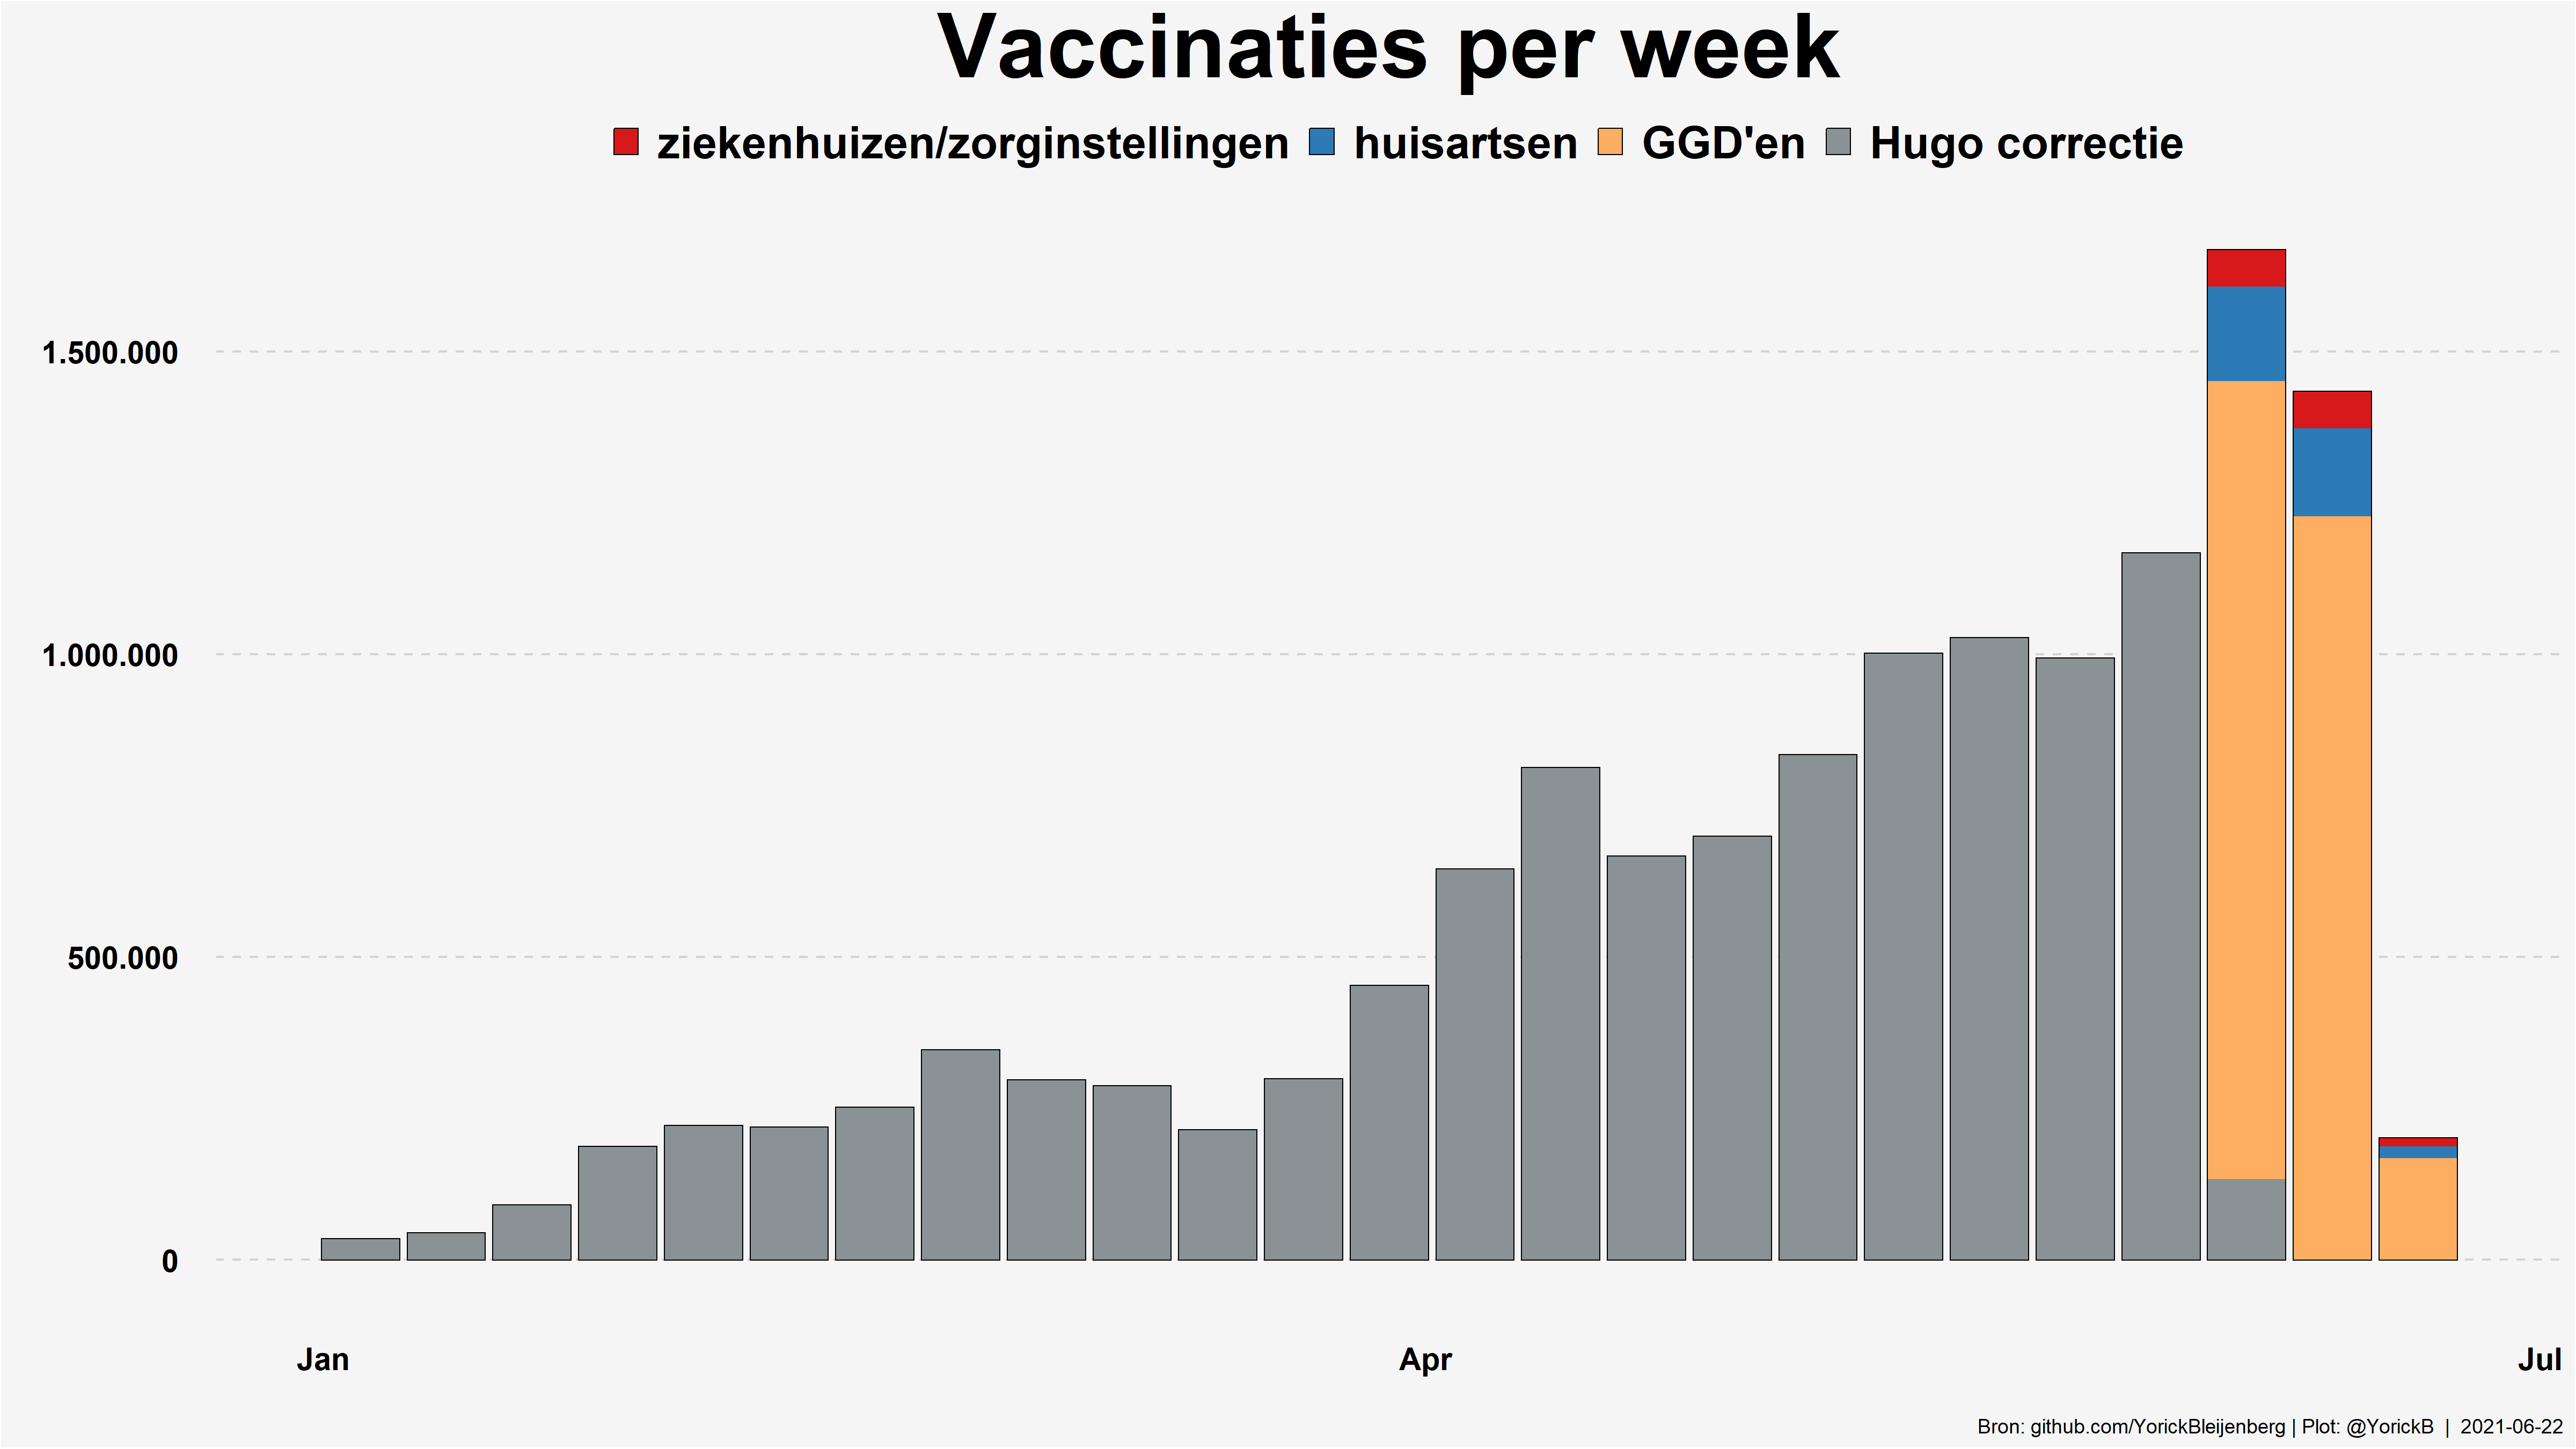 Vaccinaties per week
ziekenhuizen/zorginstellingen huisartsen GGD'en Hugo correctie
1.500.000
1.000.000
500.000
0
Jan Apr Jul
Bron: github.com/YorickBleijenberg | Plot: @YorickB | 2021-06-22